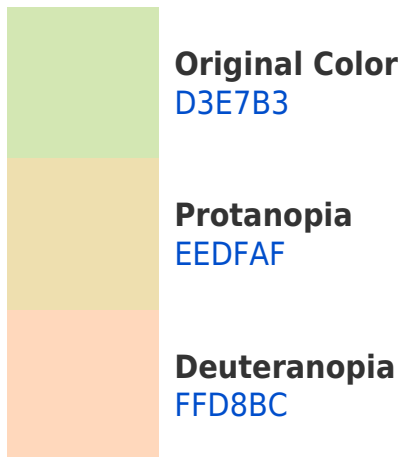 Original Color
D3E7B3
Protanopia
EEDFAF
Deuteranopia
FFD8BC